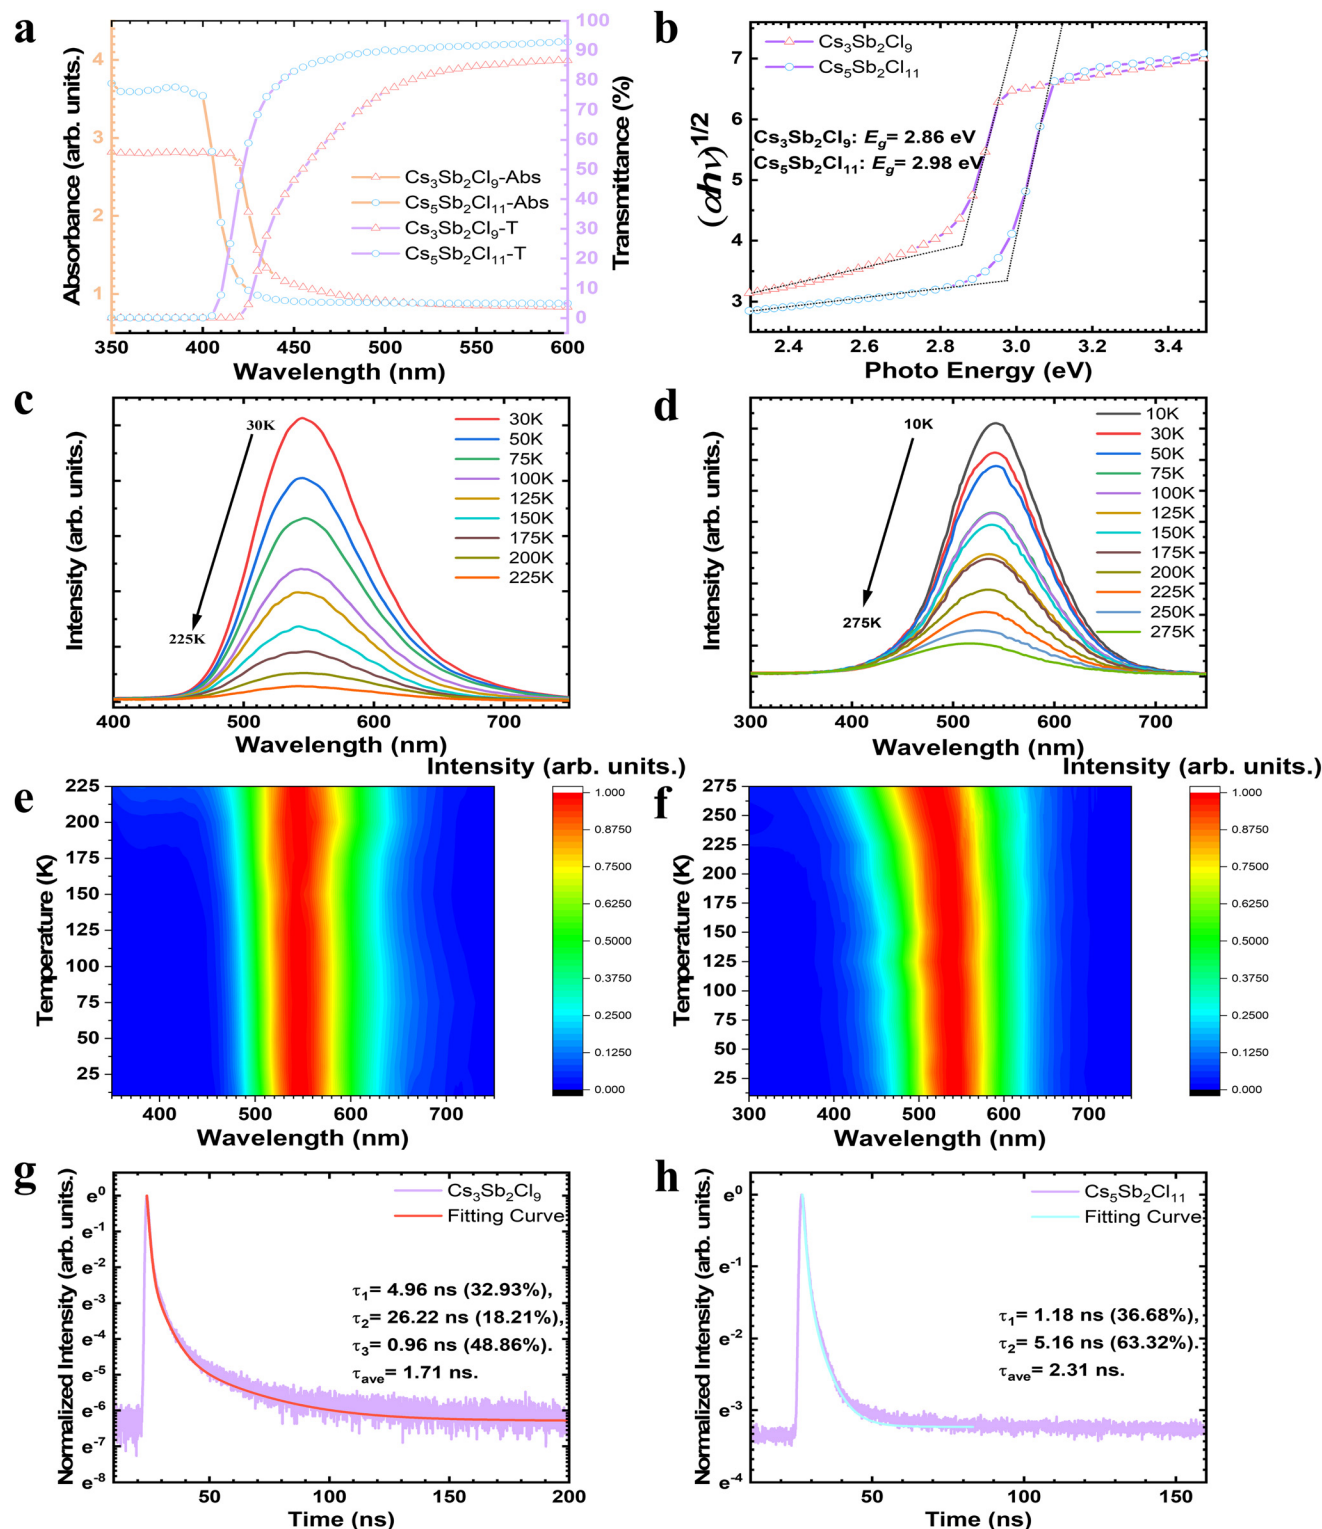 a
Absorbance (arb. units.)
4
3
2
1
100
90
80
70
60
50
40
30
20
10
0
Transmittance (%)
Cs₃Sb₂Cl₉-Abs
Cs₅Sb₂Cl₁₁-Abs
Cs₃Sb₂Cl₉-T
Cs₅Sb₂Cl₁₁-T
350 400 450 500 550 600
Wavelength (nm)
b
(αhν)^1/2
7
6
5
4
3
Cs₃Sb₂Cl₉
Cs₅Sb₂Cl₁₁
Cs₃Sb₂Cl₉: Eg= 2.86 eV
Cs₅Sb₂Cl₁₁: Eg= 2.98 eV
2.4 2.6 2.8 3.0 3.2 3.4
Photo Energy (eV)
c
Intensity (arb. units.)
30K
225K
30K
50K
75K
100K
125K
150K
175K
200K
225K
400 500 600 700
Wavelength (nm)
d
Intensity (arb. units.)
10K
275K
10K
30K
50K
75K
100K
125K
150K
175K
200K
225K
250K
275K
300 400 500 600 700
Wavelength (nm)
e
Intensity (arb. units.)
Temperature (K)
225
200
175
150
125
100
75
50
25
400 500 600 700
Wavelength (nm)
1.000
0.8750
0.7500
0.6250
0.5000
0.3750
0.2500
0.1250
0.000
f
Intensity (arb. units.)
Temperature (K)
275
250
225
200
175
150
125
100
75
50
25
300 400 500 600 700
Wavelength (nm)
1.000
0.8750
0.7500
0.6250
0.5000
0.3750
0.2500
0.1250
0.000
g
Normalized Intensity (arb. units.)
e⁰
e⁻¹
e⁻²
e⁻³
e⁻⁴
e⁻⁵
e⁻⁶
e⁻⁷
e⁻⁸
Cs₃Sb₂Cl₉
Fitting Curve
τ₁= 4.96 ns (32.93%),
τ₂= 26.22 ns (18.21%),
τ₃= 0.96 ns (48.86%).
τave= 1.71 ns.
50 100 150 200
Time (ns)
h
Normalized Intensity (arb. units.)
e⁰
e⁻¹
e⁻²
e⁻³
e⁻⁴
Cs₅Sb₂Cl₁₁
Fitting Curve
τ₁= 1.18 ns (36.68%),
τ₂= 5.16 ns (63.32%).
τave= 2.31 ns.
50 100 150
Time (ns)